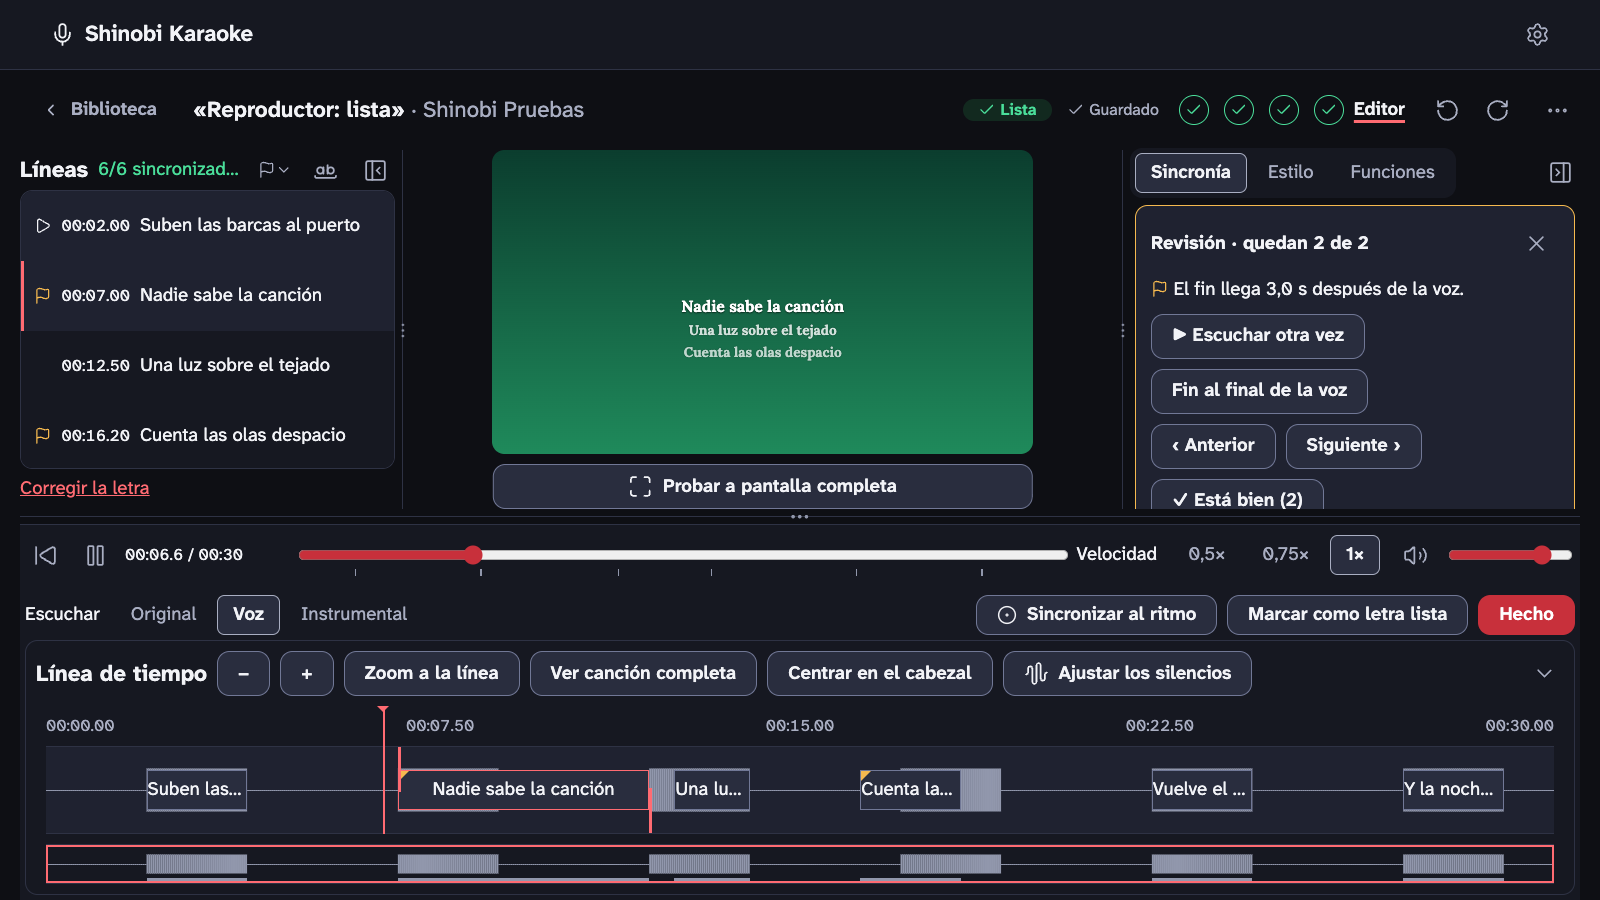 Shinobi Karaoke
Biblioteca «Reproductor: lista» · Shinobi Pruebas
Lista Guardado Editor
Líneas 6/6 sincronizad... ab
00:02.00 Suben las barcas al puerto
00:07.00 Nadie sabe la canción
00:12.50 Una luz sobre el tejado
00:16.20 Cuenta las olas despacio
Corregir la letra
Nadie sabe la canción
Una luz sobre el tejado
Cuenta las olas despacio
Probar a pantalla completa
Sincronía Estilo Funciones
Revisión · quedan 2 de 2
El fin llega 3,0 s después de la voz.
Escuchar otra vez
Fin al final de la voz
‹ Anterior Siguiente ›
✓ Está bien (2)
00:06.6 / 00:30 Velocidad 0,5× 0,75× 1×
Escuchar Original Voz Instrumental Sincronizar al ritmo Marcar como letra lista Hecho
Línea de tiempo − + Zoom a la línea Ver canción completa Centrar en el cabezal Ajustar los silencios
00:00.00 00:07.50 00:15.00 00:22.50 00:30.00
Suben las... Nadie sabe la canción Una lu... Cuenta la... Vuelve el ... Y la noch...